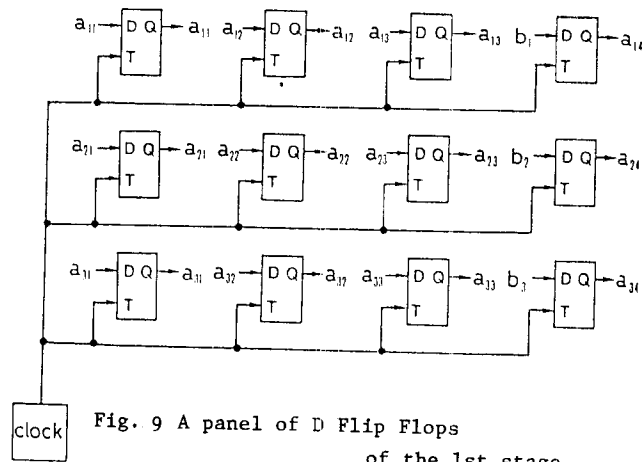 a₁₁ D Q a₁₁ a₁₂ D Q a₁₂ a₁₃ D Q a₁₃ b₁ D Q a₁₄
T T T T
a₂₁ D Q a₂₁ a₂₂ D Q a₂₂ a₂₃ D Q a₂₃ b₂ D Q a₂₄
T T T T
a₃₁ D Q a₃₁ a₃₂ D Q a₃₂ a₃₃ D Q a₃₃ b₃ D Q a₃₄
T T T T
clock
Fig. 9 A panel of D Flip Flops
of the 1st stage